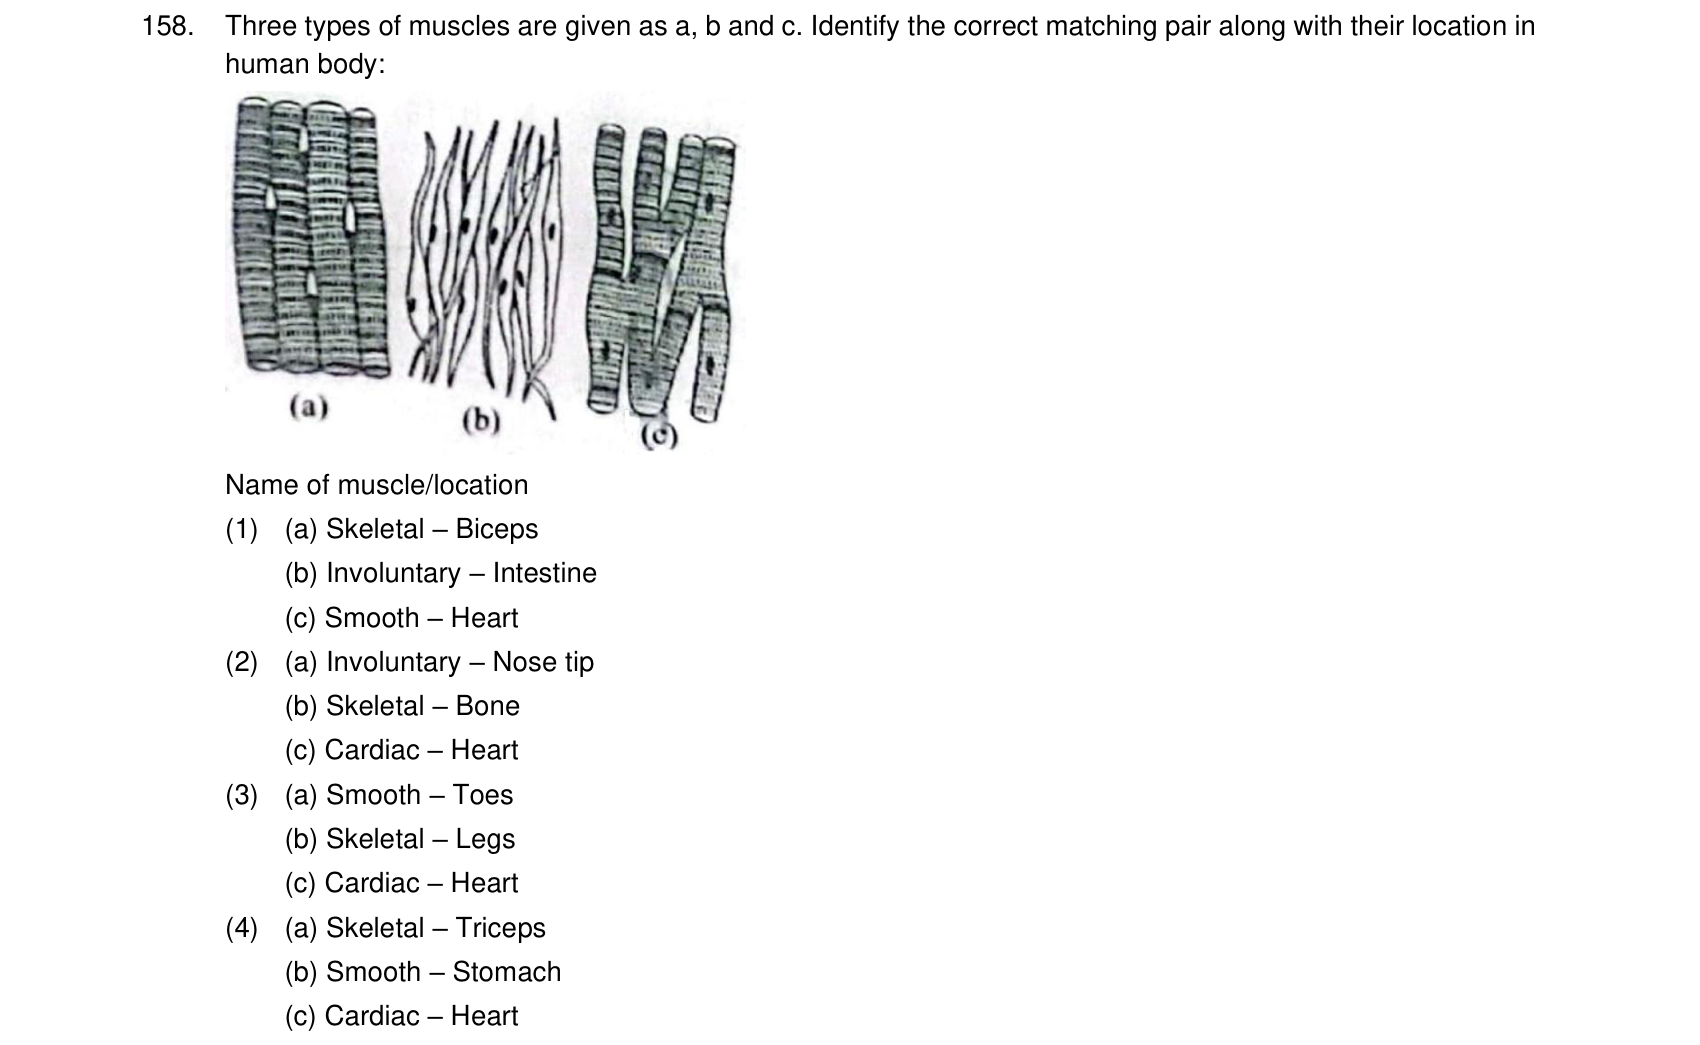 158. Three types of muscles are given as a, b and c. Identify the correct matching pair along with their location in
human body:
(a) (b) (c)
Name of muscle/location
(1) (a) Skeletal – Biceps
(b) Involuntary – Intestine
(c) Smooth – Heart
(2) (a) Involuntary – Nose tip
(b) Skeletal – Bone
(c) Cardiac – Heart
(3) (a) Smooth – Toes
(b) Skeletal – Legs
(c) Cardiac – Heart
(4) (a) Skeletal – Triceps
(b) Smooth – Stomach
(c) Cardiac – Heart